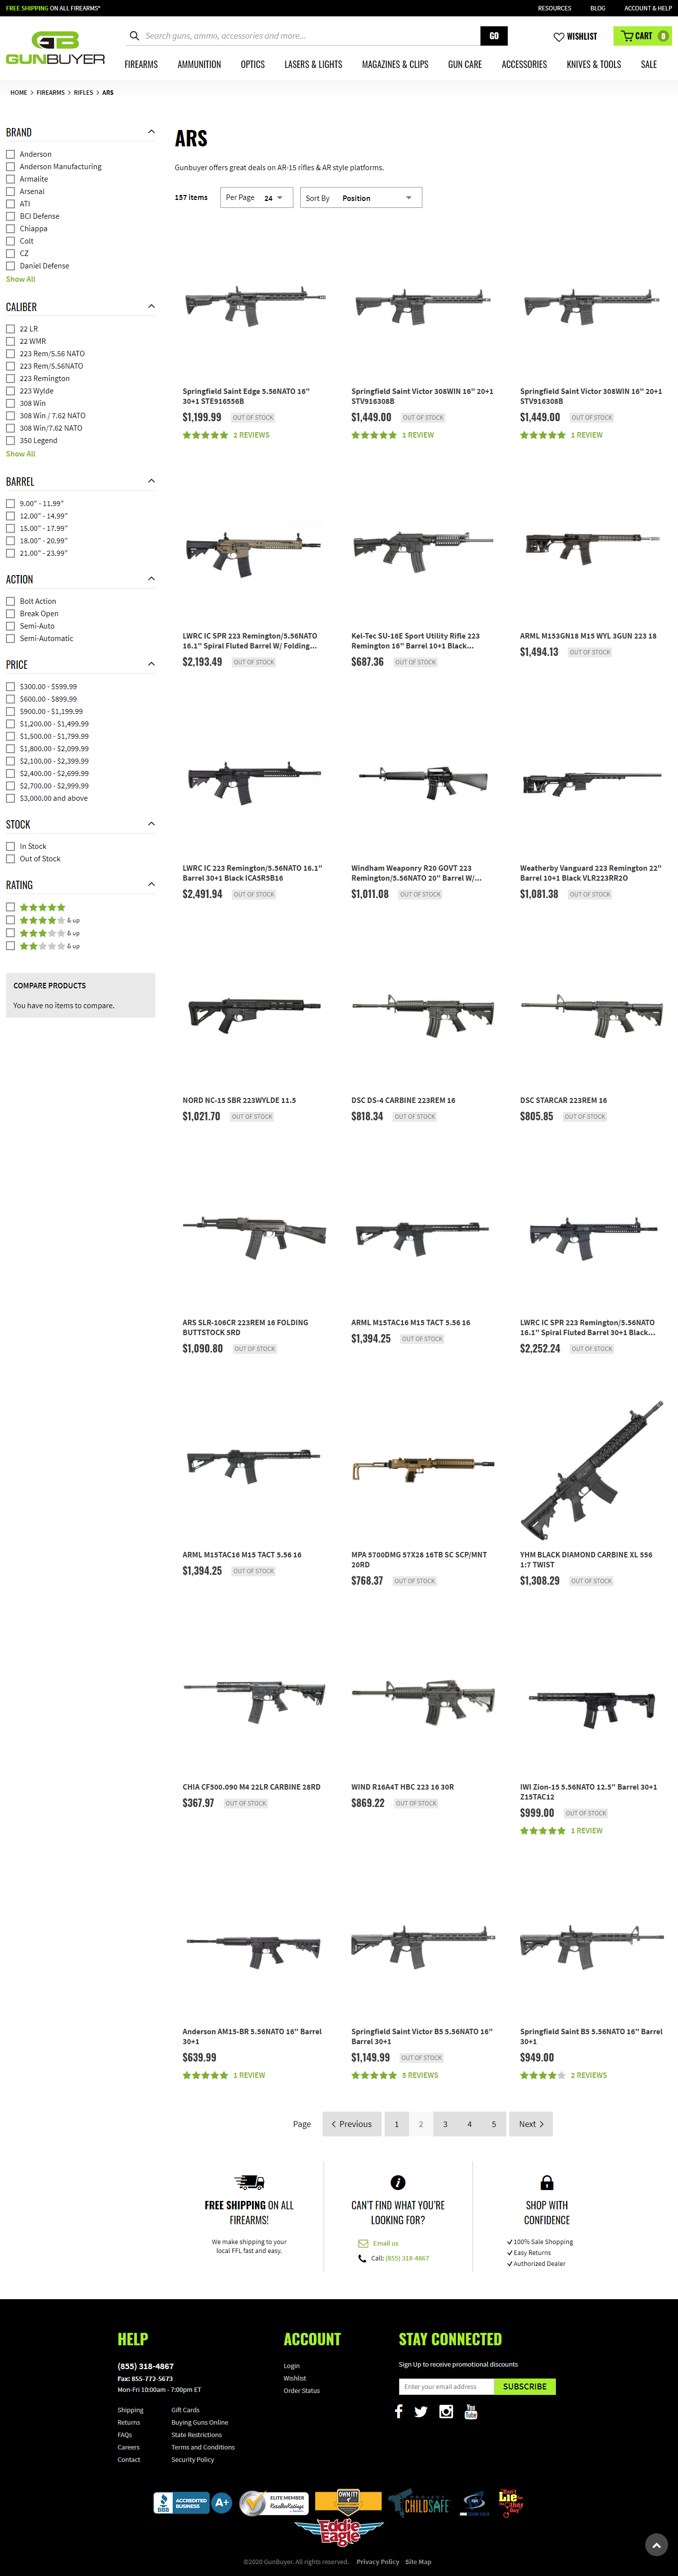 FREE SHIPPING ON ALL FIREARMS*
RESOURCES BLOG ACCOUNT & HELP
GUNBUYER
Search guns, ammo, accessories and more...
GO
WISHLIST
CART 0
FIREARMS AMMUNITION OPTICS LASERS & LIGHTS MAGAZINES & CLIPS GUN CARE ACCESSORIES KNIVES & TOOLS SALE
HOME > FIREARMS > RIFLES > ARS
BRAND
Anderson
Anderson Manufacturing
Armalite
Arsenal
ATI
BCI Defense
Chiappa
Colt
CZ
Daniel Defense
Show All
CALIBER
22 LR
22 WMR
223 Rem/5.56 NATO
223 Rem/5.56NATO
223 Remington
223 Wylde
308 Win
308 Win / 7.62 NATO
308 Win/7.62 NATO
350 Legend
Show All
BARREL
9.00" - 11.99"
12.00" - 14.99"
15.00" - 17.99"
18.00" - 20.99"
21.00" - 23.99"
ACTION
Bolt Action
Break Open
Semi-Auto
Semi-Automatic
PRICE
$300.00 - $599.99
$600.00 - $899.99
$900.00 - $1,199.99
$1,200.00 - $1,499.99
$1,500.00 - $1,799.99
$1,800.00 - $2,099.99
$2,100.00 - $2,399.99
$2,400.00 - $2,699.99
$2,700.00 - $2,999.99
$3,000.00 and above
STOCK
In Stock
Out of Stock
RATING
& up
& up
& up
COMPARE PRODUCTS
You have no items to compare.
ARS
Gunbuyer offers great deals on AR-15 rifles & AR style platforms.
157 items
Per Page 24
Sort By Position
Springfield Saint Edge 5.56NATO 16"
30+1 STE916556B
$1,199.99 OUT OF STOCK
2 REVIEWS
Springfield Saint Victor 308WIN 16" 20+1
STV916308B
$1,449.00 OUT OF STOCK
1 REVIEW
Springfield Saint Victor 308WIN 16" 20+1
STV916308B
$1,449.00 OUT OF STOCK
1 REVIEW
LWRC IC SPR 223 Remington/5.56NATO
16.1" Spiral Fluted Barrel W/ Folding...
$2,193.49 OUT OF STOCK
Kel-Tec SU-16E Sport Utility Rifle 223
Remington 16" Barrel 10+1 Black...
$687.36 OUT OF STOCK
ARML M153GN18 M15 WYL 3GUN 223 18
$1,494.13 OUT OF STOCK
LWRC IC 223 Remington/5.56NATO 16.1"
Barrel 30+1 Black ICA5R5B16
$2,491.94 OUT OF STOCK
Windham Weaponry R20 GOVT 223
Remington/5.56NATO 20" Barrel W/...
$1,011.08 OUT OF STOCK
Weatherby Vanguard 223 Remington 22"
Barrel 10+1 Black VLR223RR2O
$1,081.38 OUT OF STOCK
NORD NC-15 SBR 223WYLDE 11.5
$1,021.70 OUT OF STOCK
DSC DS-4 CARBINE 223REM 16
$818.34 OUT OF STOCK
DSC STARCAR 223REM 16
$805.85 OUT OF STOCK
ARS SLR-106CR 223REM 16 FOLDING
BUTTSTOCK 5RD
$1,090.80 OUT OF STOCK
ARML M15TAC16 M15 TACT 5.56 16
$1,394.25 OUT OF STOCK
LWRC IC SPR 223 Remington/5.56NATO
16.1" Spiral Fluted Barrel 30+1 Black...
$2,252.24 OUT OF STOCK
ARML M15TAC16 M15 TACT 5.56 16
$1,394.25 OUT OF STOCK
MPA 5700DMG 57X28 16TB SC SCP/MNT
20RD
$768.37 OUT OF STOCK
YHM BLACK DIAMOND CARBINE XL 556
1:7 TWIST
$1,308.29 OUT OF STOCK
CHIA CF500.090 M4 22LR CARBINE 28RD
$367.97 OUT OF STOCK
WIND R16A4T HBC 223 16 30R
$869.22 OUT OF STOCK
IWI Zion-15 5.56NATO 12.5" Barrel 30+1
Z15TAC12
$999.00 OUT OF STOCK
1 REVIEW
Anderson AM15-BR 5.56NATO 16" Barrel
30+1
$639.99
1 REVIEW
Springfield Saint Victor B5 5.56NATO 16"
Barrel 30+1
$1,149.99 OUT OF STOCK
5 REVIEWS
Springfield Saint B5 5.56NATO 16" Barrel
30+1
$949.00
2 REVIEWS
Page < Previous 1 2 3 4 5 Next >
FREE SHIPPING ON ALL
FIREARMS!
We make shipping to your
local FFL fast and easy.
CAN'T FIND WHAT YOU'RE
LOOKING FOR?
Email us
Call: (855) 318-4867
SHOP WITH
CONFIDENCE
✓ 100% Sale Shopping
✓ Easy Returns
✓ Authorized Dealer
HELP
(855) 318-4867
Fax: 855-772-5673
Mon-Fri 10:00am - 7:00pm ET
Shipping Gift Cards
Returns Buying Guns Online
FAQs State Restrictions
Careers Terms and Conditions
Contact Security Policy
ACCOUNT
Login
Wishlist
Order Status
STAY CONNECTED
Sign Up to receive promotional discounts
Enter your email address
SUBSCRIBE
You
Tube
BBB
ACCREDITED
BUSINESS
A+
ELITE MEMBER
ResellerRatings
OWN IT?
PROJECT
CHILDSAFE
Don't
Lie for
the Other
Guy
Eddie
Eagle
©2020 GunBuyer. All rights reserved. Privacy Policy Site Map